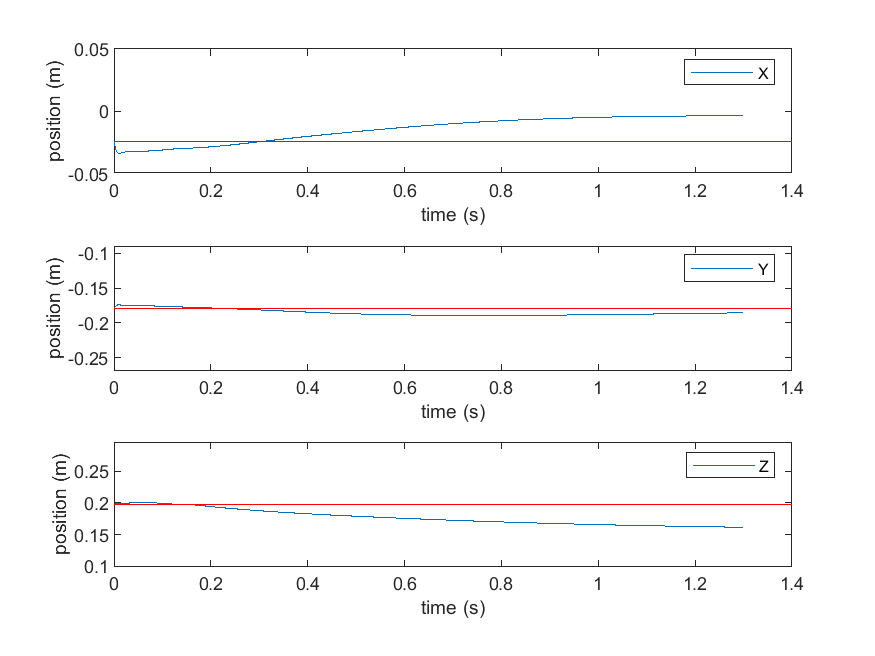 0.05
0
-0.05
position (m)
X
0 0.2 0.4 0.6 0.8 1 1.2 1.4
time (s)
-0.1
-0.15
-0.2
-0.25
position (m)
Y
0 0.2 0.4 0.6 0.8 1 1.2 1.4
time (s)
0.25
0.2
0.15
0.1
position (m)
Z
0 0.2 0.4 0.6 0.8 1 1.2 1.4
time (s)